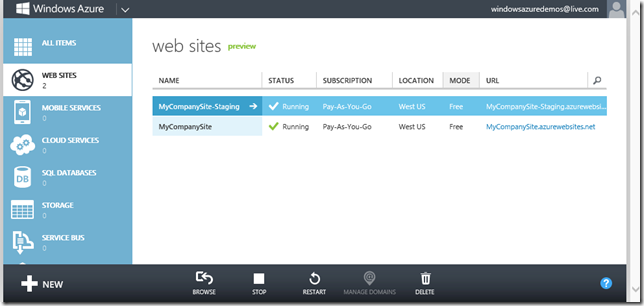 Windows Azure
windowsazuredemos@live.com
ALL ITEMS
WEB SITES
2
MOBILE SERVICES
0
CLOUD SERVICES
0
SQL DATABASES
0
STORAGE
0
SERVICE BUS
0
web sites preview
NAME STATUS SUBSCRIPTION LOCATION MODE URL
MyCompanySite-Staging Running Pay-As-You-Go West US Free MyCompanySite-Staging.azurewebsi...
MyCompanySite Running Pay-As-You-Go West US Free MyCompanySite.azurewebsites.net
DB
NEW
BROWSE STOP RESTART MANAGE DOMAINS DELETE
?